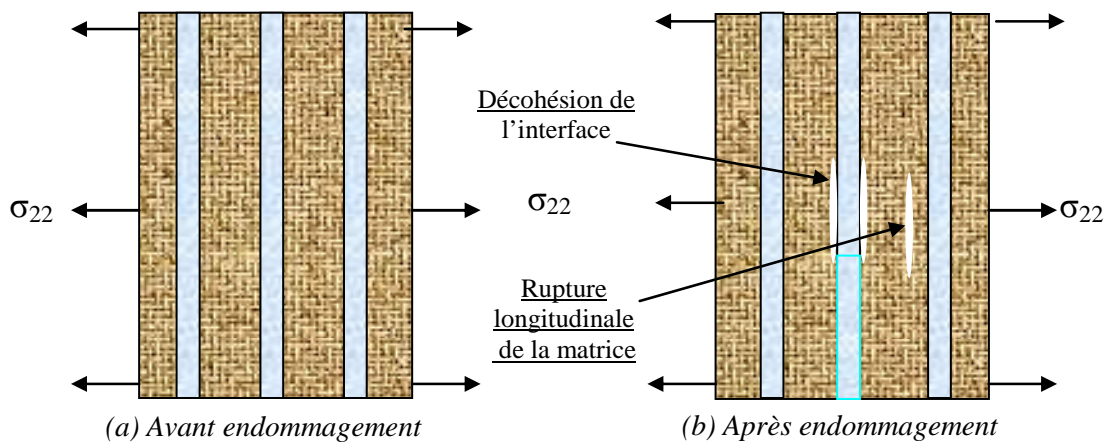 Décohésion de
l’interface
σ22
σ22
σ22
Rupture
longitudinale
de la matrice
(a) Avant endommagement
(b) Après endommagement